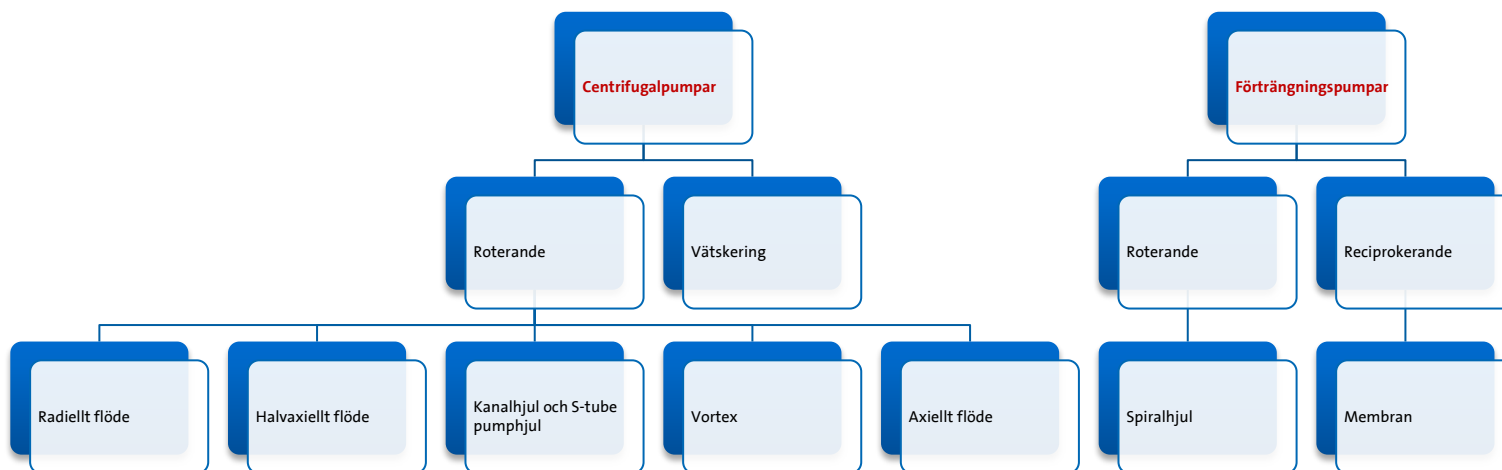 Centrifugalpumpar
Förträngningspumpar
Roterande
Vätskering
Roterande
Reciprokerande
Radiellt flöde
Halvaxiellt flöde
Kanalhjul och S-tube
pumphjul
Vortex
Axiellt flöde
Spiralhjul
Membran